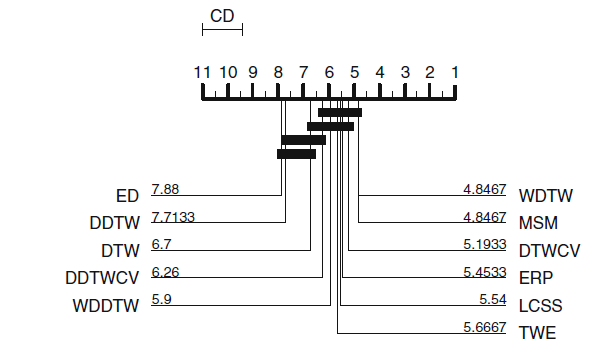 CD
11 10 9 8 7 6 5 4 3 2 1
ED 7.88 4.8467 WDTW
DDTW 7.7133 4.8467 MSM
DTW 6.7 5.1933 DTWCV
DDTWCV 6.26 5.4533 ERP
WDDTW 5.9 5.54 LCSS
5.6667 TWE